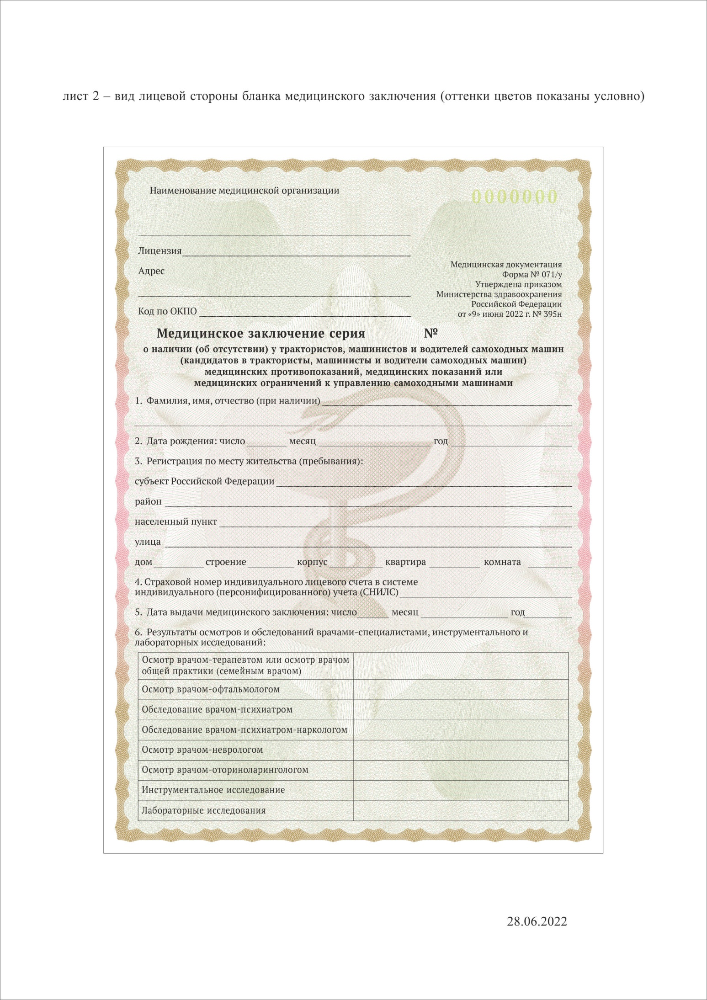 лист 2 – вид лицевой стороны бланка медицинского заключения (оттенки цветов показаны условно)
Наименование медицинской организации
0000000
Лицензия
Адрес
Код по ОКПО
Медицинская документация
Форма № 071/у
Утверждена приказом
Министерства здравоохранения
Российской Федерации
от «9» июня 2022 г. № 395н
Медицинское заключение серия №
о наличии (об отсутствии) у трактористов, машинистов и водителей самоходных машин
(кандидатов в трактористы, машинисты и водители самоходных машин)
медицинских противопоказаний, медицинских показаний или
медицинских ограничений к управлению самоходными машинами
1. Фамилия, имя, отчество (при наличии)
2. Дата рождения: число месяц год
3. Регистрация по месту жительства (пребывания):
субъект Российской Федерации
район
населенный пункт
улица
дом строение корпус квартира комната
4. Страховой номер индивидуального лицевого счета в системе
индивидуального (персонифицированного) учета (СНИЛС)
5. Дата выдачи медицинского заключения: число месяц год
6. Результаты осмотров и обследований врачами-специалистами, инструментального и
лабораторных исследований:
Осмотр врачом-терапевтом или осмотр врачом
общей практики (семейным врачом)
Осмотр врачом-офтальмологом
Обследование врачом-психиатром
Обследование врачом-психиатром-наркологом
Осмотр врачом-неврологом
Осмотр врачом-оториноларингологом
Инструментальное исследование
Лабораторные исследования
28.06.2022